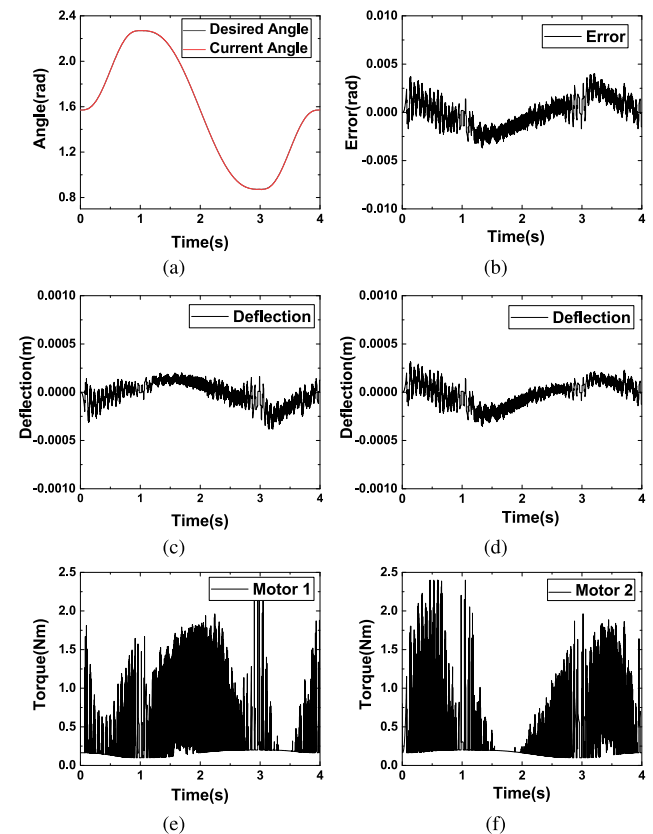 2.4
2.0
1.6
1.2
0.8
Angle(rad)
Desired Angle
Current Angle
0 1 2 3 4
Time(s)
(a)
0.010
0.005
0.000
-0.005
-0.010
Error(rad)
Error
0 1 2 3 4
Time(s)
(b)
0.0010
0.0005
0.0000
-0.0005
-0.0010
Deflection(m)
Deflection
0 1 2 3 4
Time(s)
(c)
0.0010
0.0005
0.0000
-0.0005
-0.0010
Deflection(m)
Deflection
0 1 2 3 4
Time(s)
(d)
2.5
2.0
1.5
1.0
0.5
0.0
Torque(Nm)
Motor 1
0 1 2 3 4
Time(s)
(e)
2.5
2.0
1.5
1.0
0.5
0.0
Torque(Nm)
Motor 2
0 1 2 3 4
Time(s)
(f)